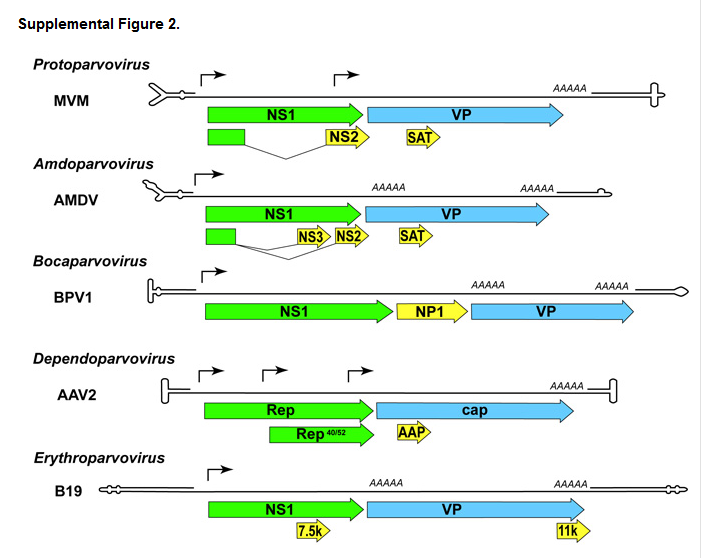 Supplemental Figure 2.
Protoparvovirus
AAAAA
MVM
NS1 VP
NS2 SAT
Amdoparvovirus
AAAAA AAAAA
AMDV
NS1 VP
NS3 NS2 SAT
Bocaparvovirus
AAAAA AAAAA
BPV1
NS1 NP1 VP
Dependoparvovirus
AAAAA
AAV2
Rep cap
Rep 40/52 AAP
Erythroparvovirus
AAAAA AAAAA
B19
NS1 VP
7.5k 11k